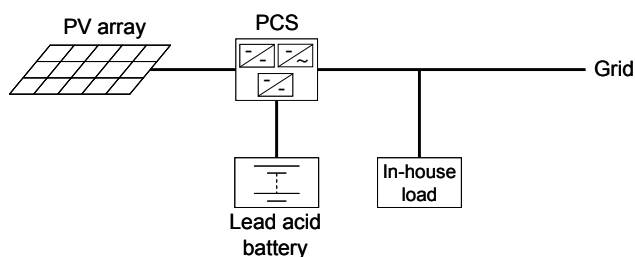 PV array
PCS
Grid
In-house
load
Lead acid
battery